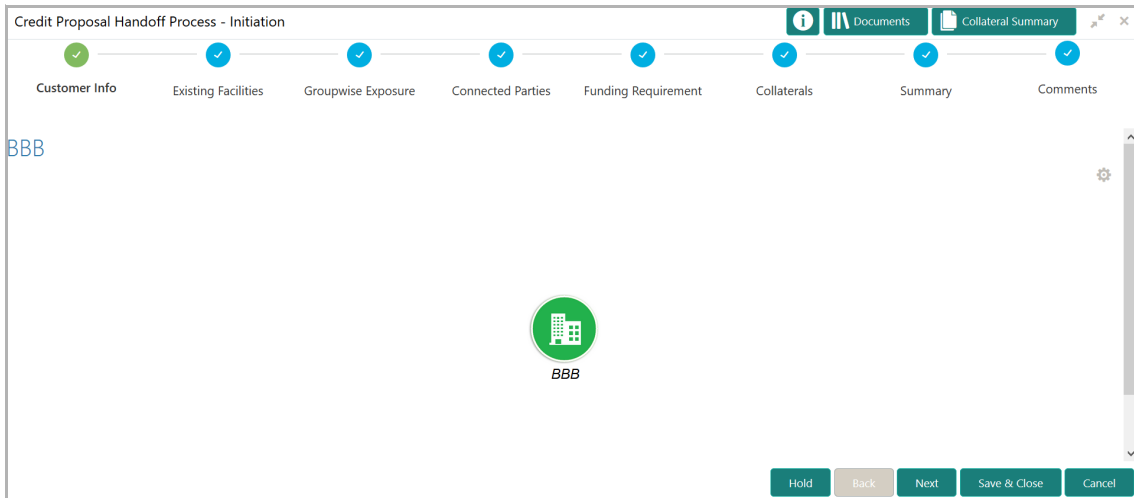 Credit Proposal Handoff Process - Initiation
Documents
Collateral Summary
Customer Info
Existing Facilities
Groupwise Exposure
Connected Parties
Funding Requirement
Collaterals
Summary
Comments
BBB
BBB
Hold
Back
Next
Save & Close
Cancel